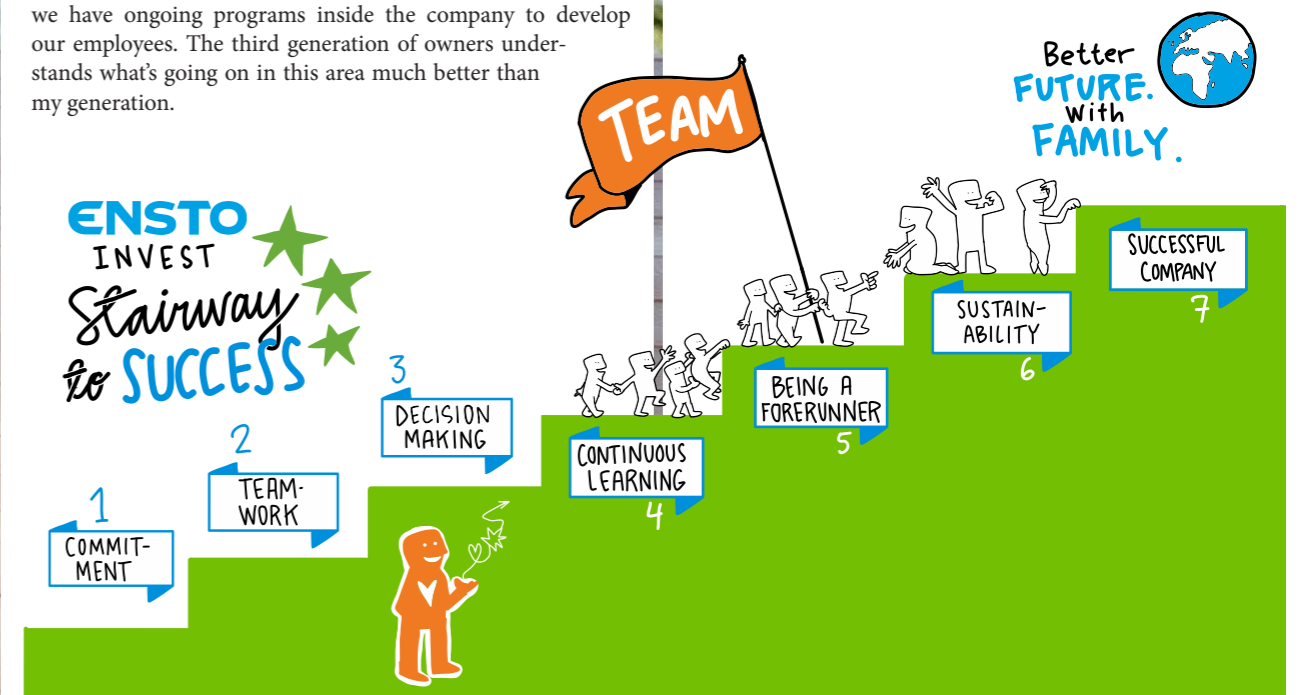 we have ongoing programs inside the company to develop
our employees. The third generation of owners under-
stands what's going on in this area much better than
my generation.
Better
FUTURE.
With
FAMILY.
TEAM
ENSTO
INVEST
Stairway
to SUCCESS
1
COMMIT-
MENT
2
TEAM-
WORK
3
DECISION
MAKING
CONTINUOUS
LEARNING
4
BEING A
FORERUNNER
5
SUSTAIN-
ABILITY
6
SUCCESSFUL
COMPANY
7